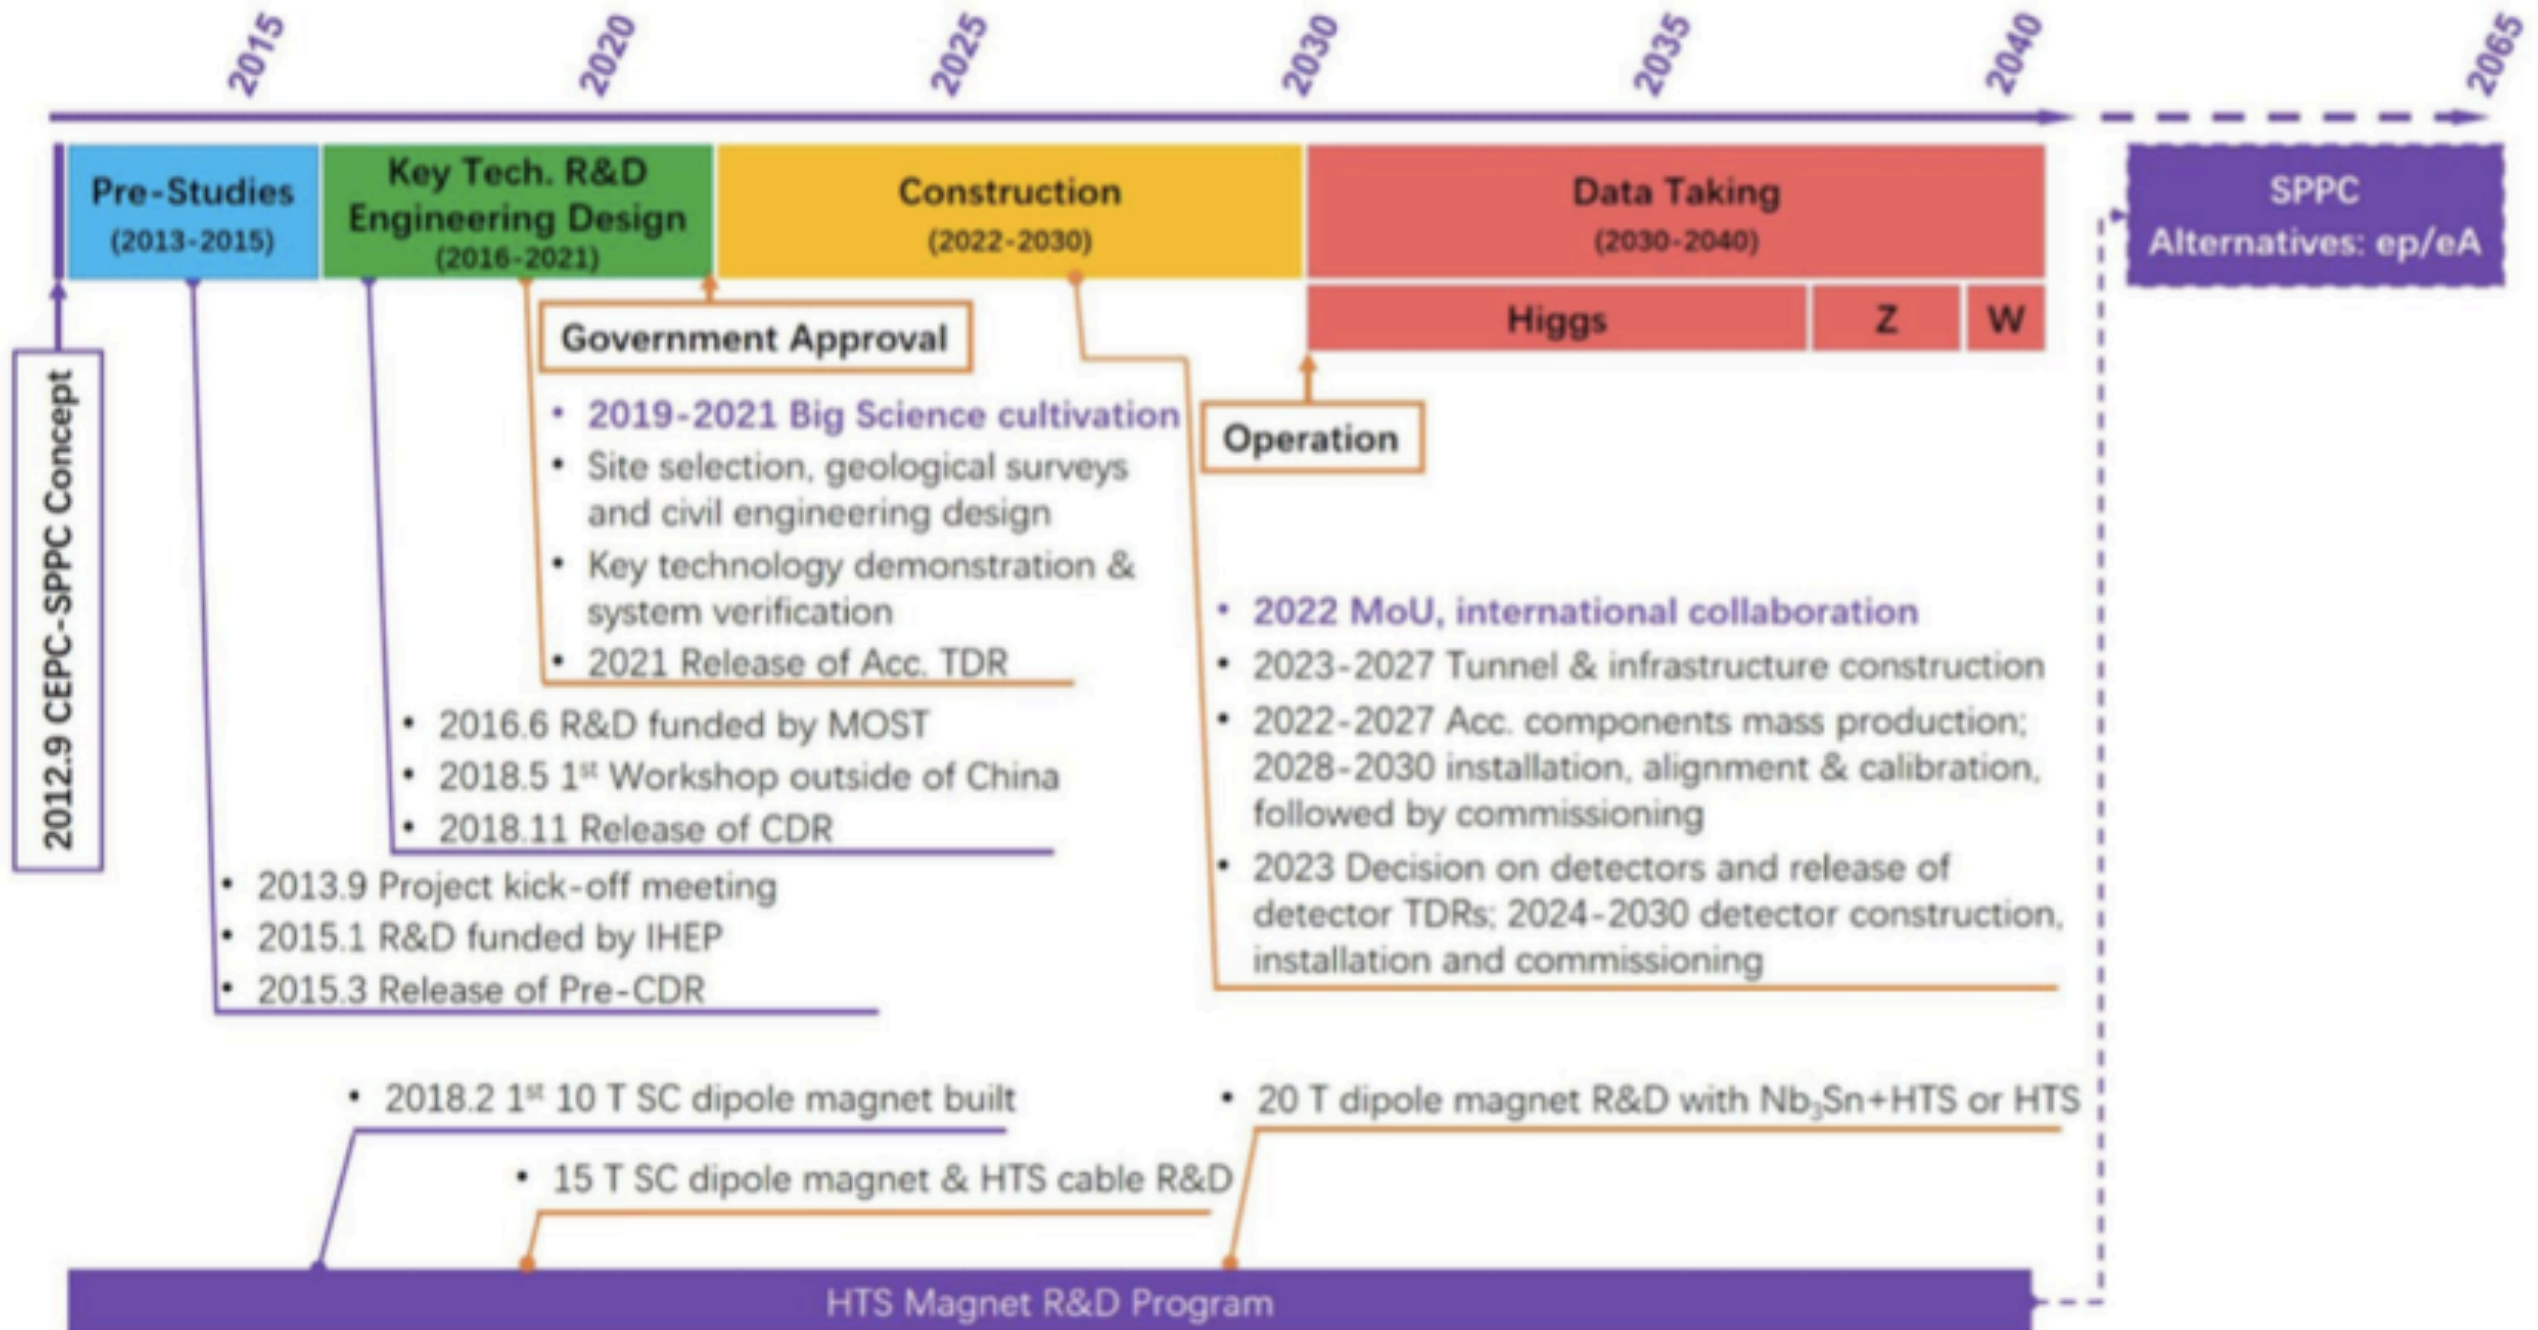 2015
2020
2025
2030
2035
2040
2065
Pre-Studies
(2013-2015)
Key Tech. R&D
Engineering Design
(2016-2021)
Construction
(2022-2030)
Data Taking
(2030-2040)
SPPC
Alternatives: ep/eA
Higgs
Z
W
Government Approval
Operation
2012.9 CEPC-SPPC Concept
• 2019-2021 Big Science cultivation
• Site selection, geological surveys
and civil engineering design
• Key technology demonstration &
system verification
• 2021 Release of Acc. TDR
• 2016.6 R&D funded by MOST
• 2018.5 1st Workshop outside of China
• 2018.11 Release of CDR
• 2013.9 Project kick-off meeting
• 2015.1 R&D funded by IHEP
• 2015.3 Release of Pre-CDR
• 2022 MoU, international collaboration
• 2023-2027 Tunnel & infrastructure construction
• 2022-2027 Acc. components mass production;
2028-2030 installation, alignment & calibration,
followed by commissioning
• 2023 Decision on detectors and release of
detector TDRs; 2024-2030 detector construction,
installation and commissioning
• 2018.2 1st 10 T SC dipole magnet built
• 15 T SC dipole magnet & HTS cable R&D
• 20 T dipole magnet R&D with Nb₃Sn+HTS or HTS
HTS Magnet R&D Program